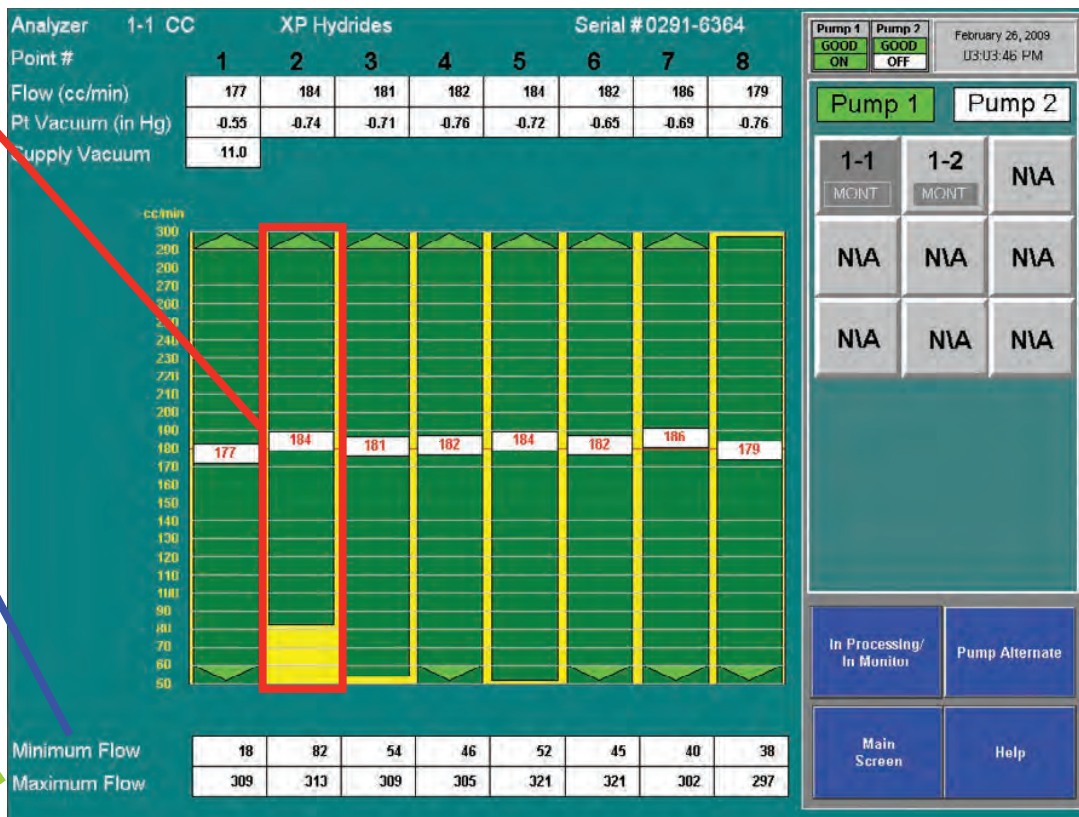 Analyzer 1-1 CC XP Hydrides Serial # 0291-6364
Point # 1 2 3 4 5 6 7 8
Flow (cc/min) 177 184 181 182 184 182 186 179
Pt Vacuum (in Hg) -0.55 -0.74 -0.71 -0.76 -0.72 -0.65 -0.69 -0.76
Supply Vacuum 11.0
cc/min
300
290
280
270
260
250
240
230
220
210
200
190
180
170
160
150
140
130
120
110
100
90
80
70
60
50
177 184 181 182 184 182 186 179
Minimum Flow 18 82 54 46 52 45 40 38
Maximum Flow 309 313 309 305 321 321 302 297
Pump 1 Pump 2
GOOD GOOD
ON OFF
February 26, 2009
03:03:46 PM
Pump 1 Pump 2
1-1 1-2 N\A
MONT MONT
N\A N\A N\A
N\A N\A N\A
In Processing/
In Monitor
Pump Alternate
Main
Screen
Help